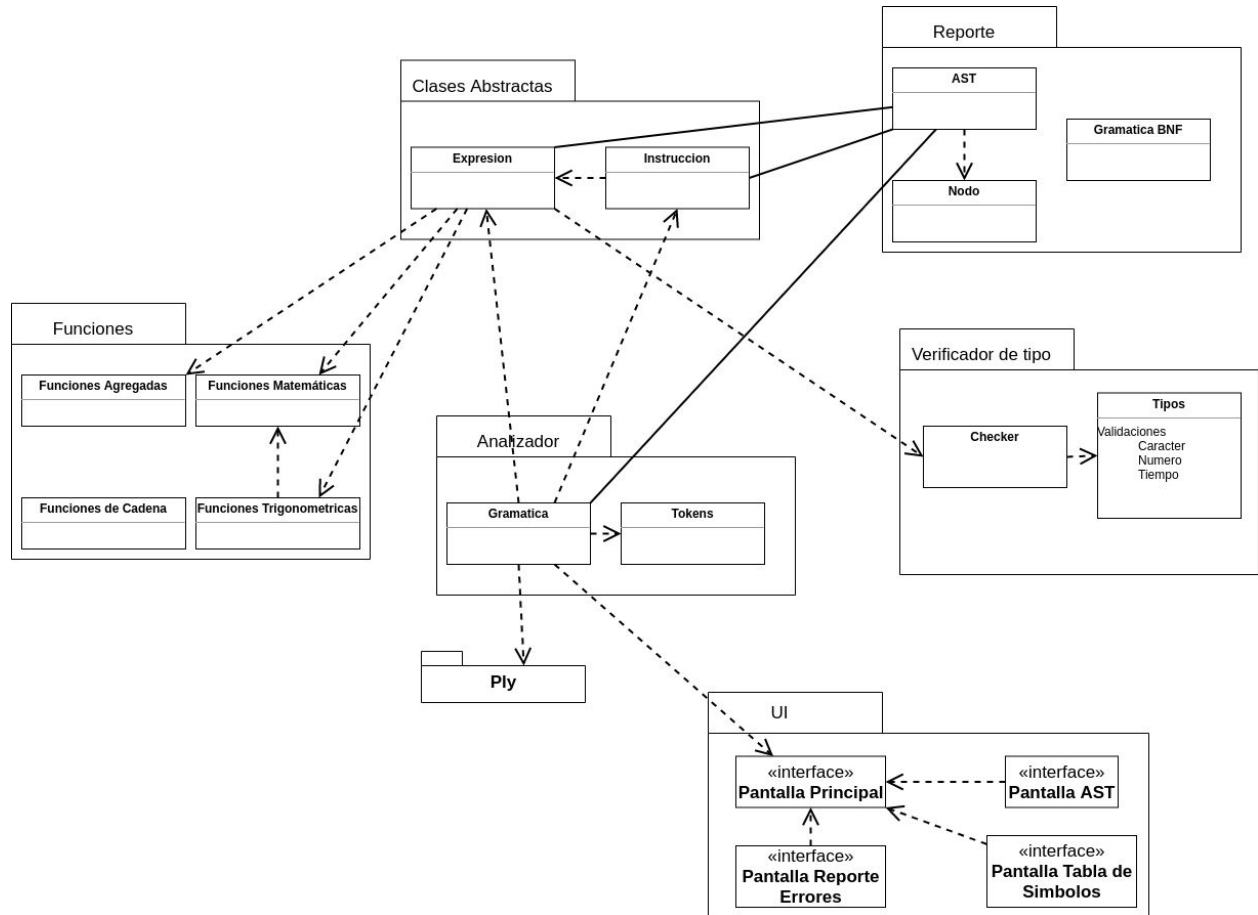 Reporte
AST
Gramatica BNF
Nodo
Clases Abstractas
Expresion
Instruccion
Funciones
Funciones Agregadas
Funciones Matemáticas
Funciones de Cadena
Funciones Trigonometricas
Verificador de tipo
Checker
Tipos
Validaciones
Caracter
Numero
Tiempo
Analizador
Gramatica
Tokens
Ply
UI
«interface»
Pantalla Principal
«interface»
Pantalla AST
«interface»
Pantalla Reporte
Errores
«interface»
Pantalla Tabla de
Simbolos